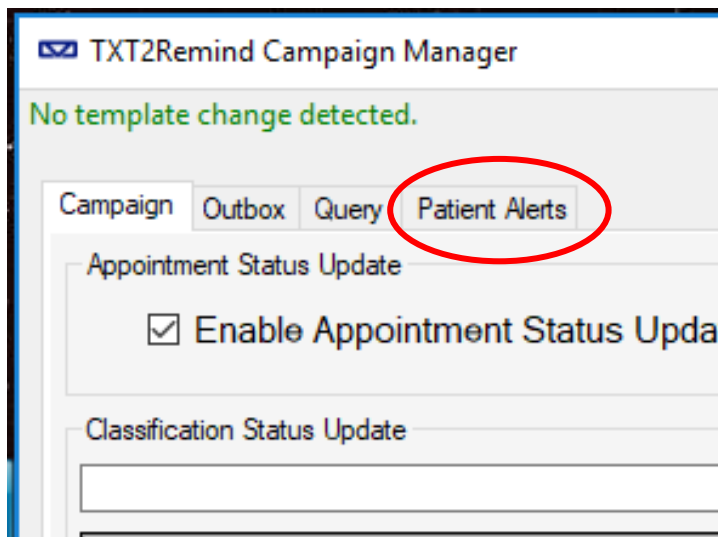 TXT2Remind Campaign Manager
No template change detected.
Campaign Outbox Query Patient Alerts
Appointment Status Update
Enable Appointment Status Upda
Classification Status Update